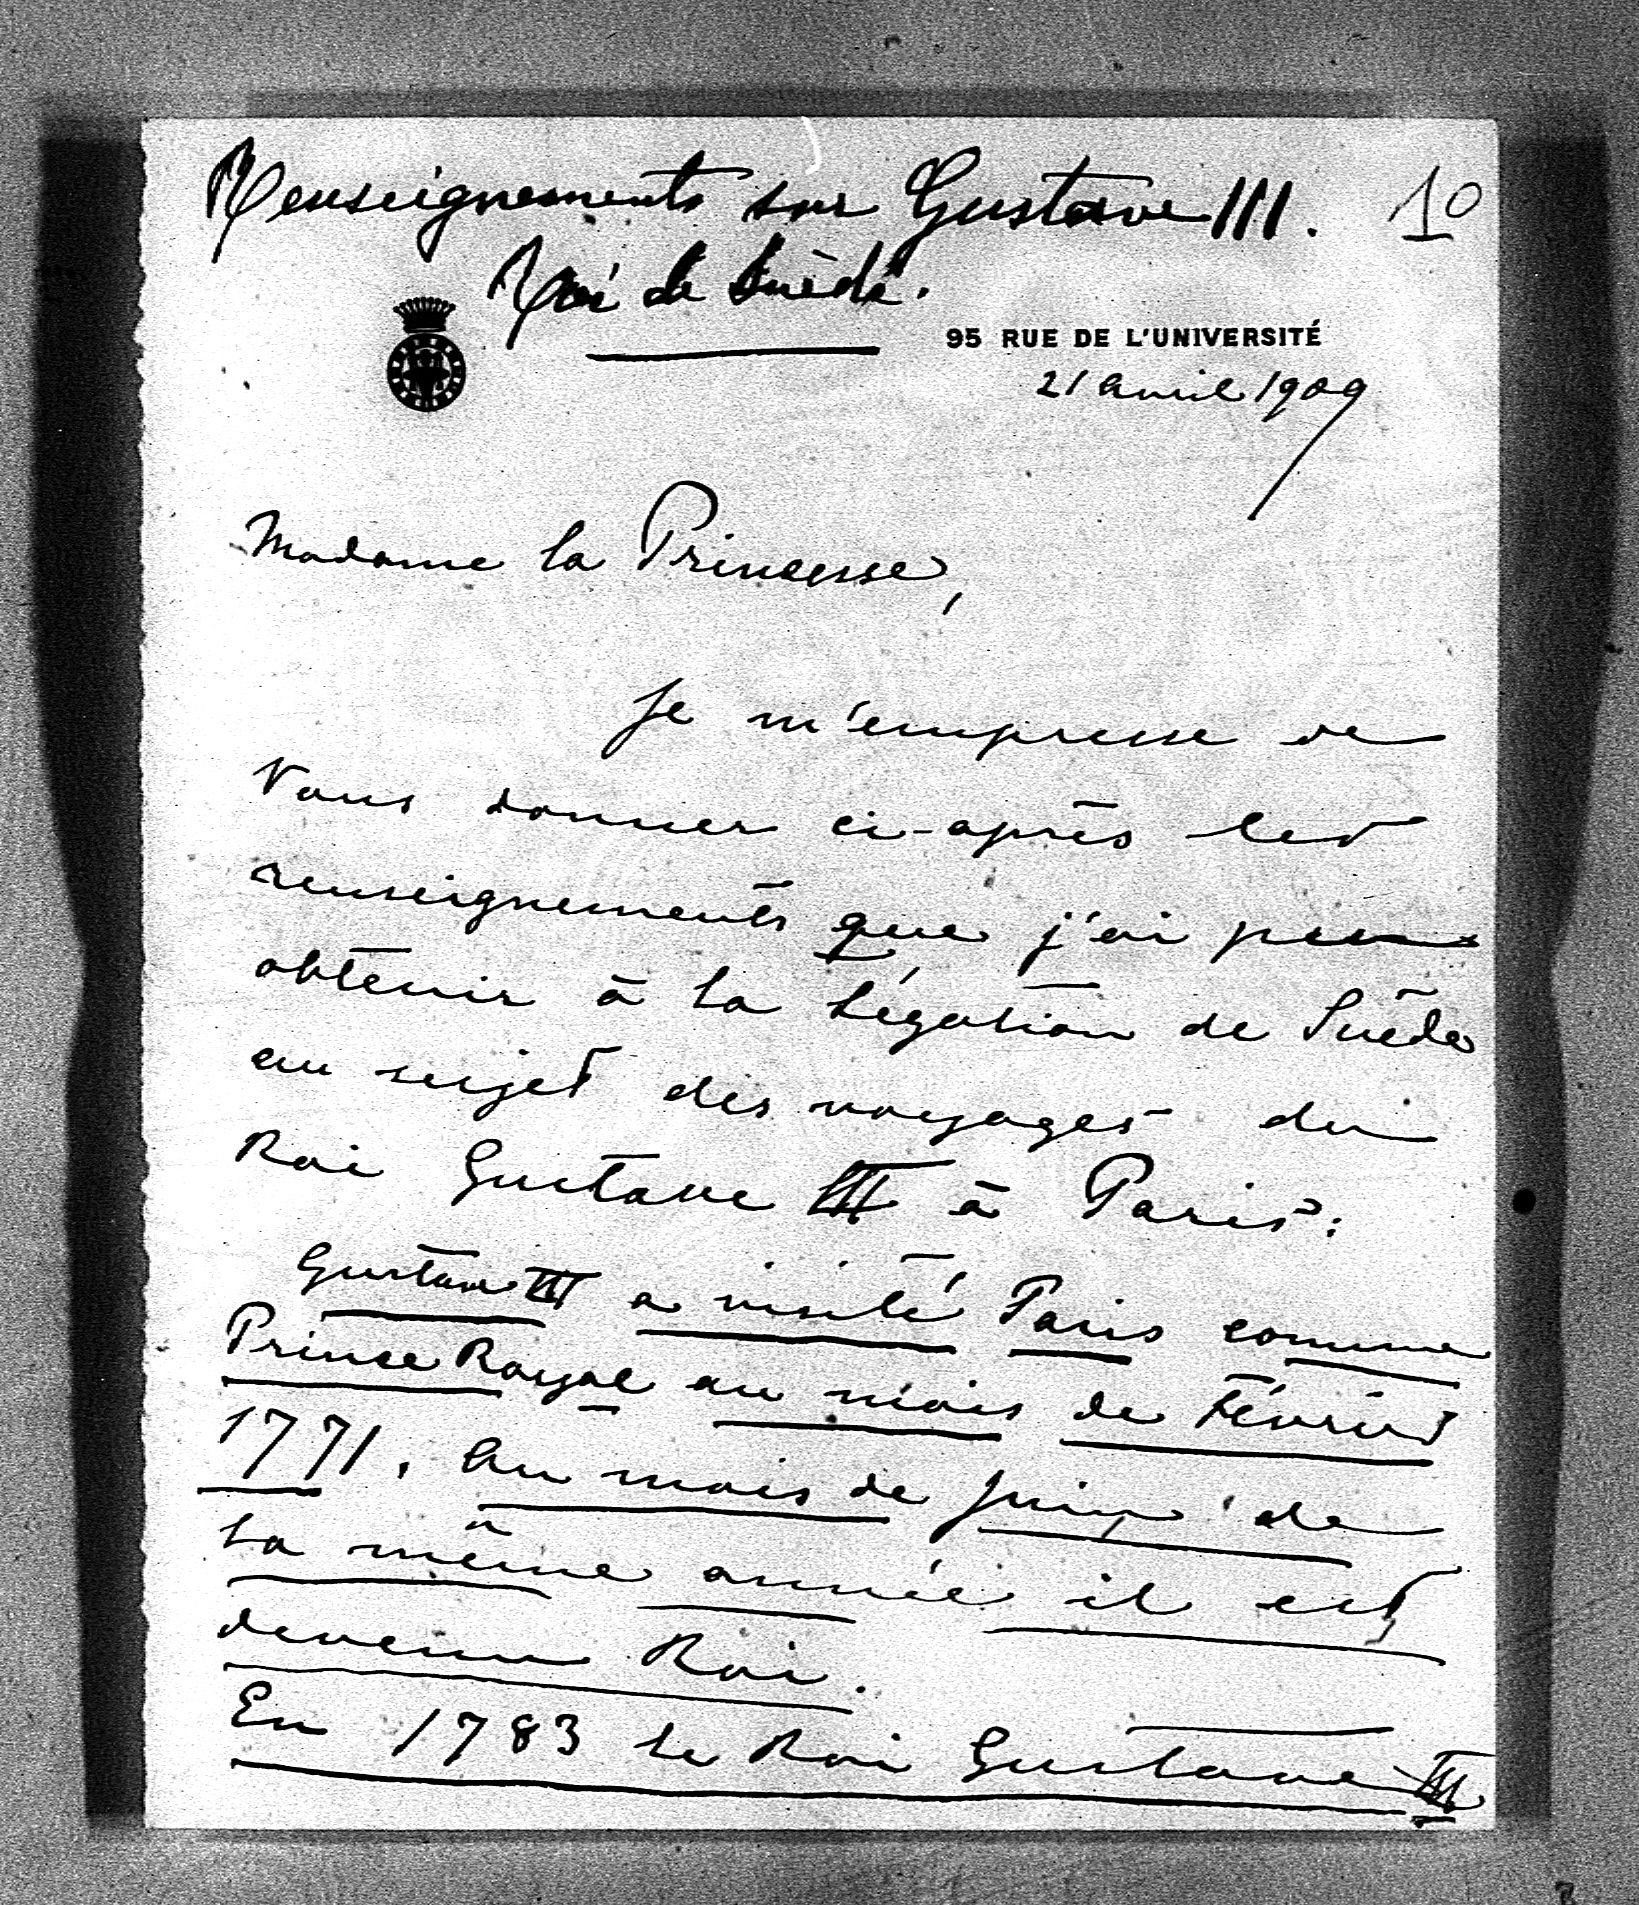 Renseignements sur Gustave III. 10
Roi de Suède.
95 RUE DE L'UNIVERSITÉ
21 avril 1909
Madame la Princesse,
Je m'empresse de
Vous donner ci-après les
renseignements que j'ai pu
obtenir à la Légation de Suède
au sujet des voyages du
Roi Gustave III à Paris:
Gustave III a visité Paris comme
Prince Royal au mois de Février
1771. Au mois de Juin de
la même année il est
devenu Roi.
En 1783 le Roi Gustave III